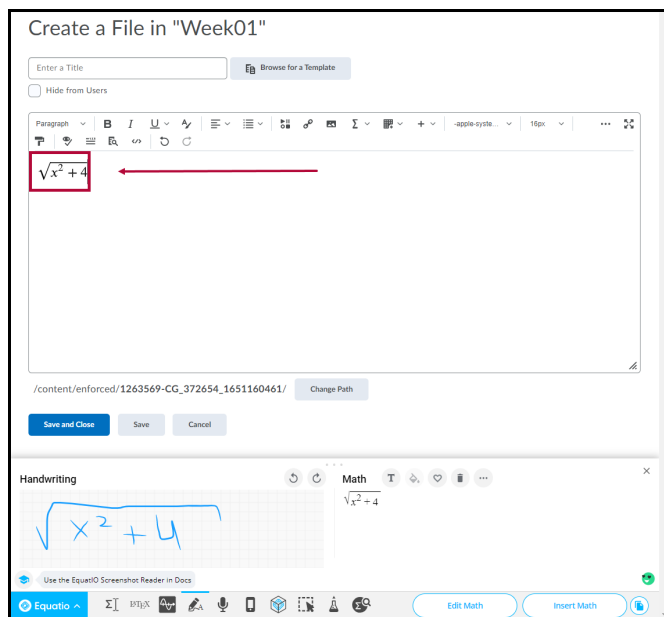 Create a File in "Week01"
Enter a Title
Browse for a Template
Hide from Users
Paragraph B I U A Σ + -apple-syste... 16px ...
√x² + 4
/content/enforced/1263569-CG_372654_1651160461/ Change Path
Save and Close Save Cancel
Handwriting Math T ...
√x² + 4
√x² + 4
Use the EquatIO Screenshot Reader in Docs
Equatio ΣI LATEX Edit Math Insert Math